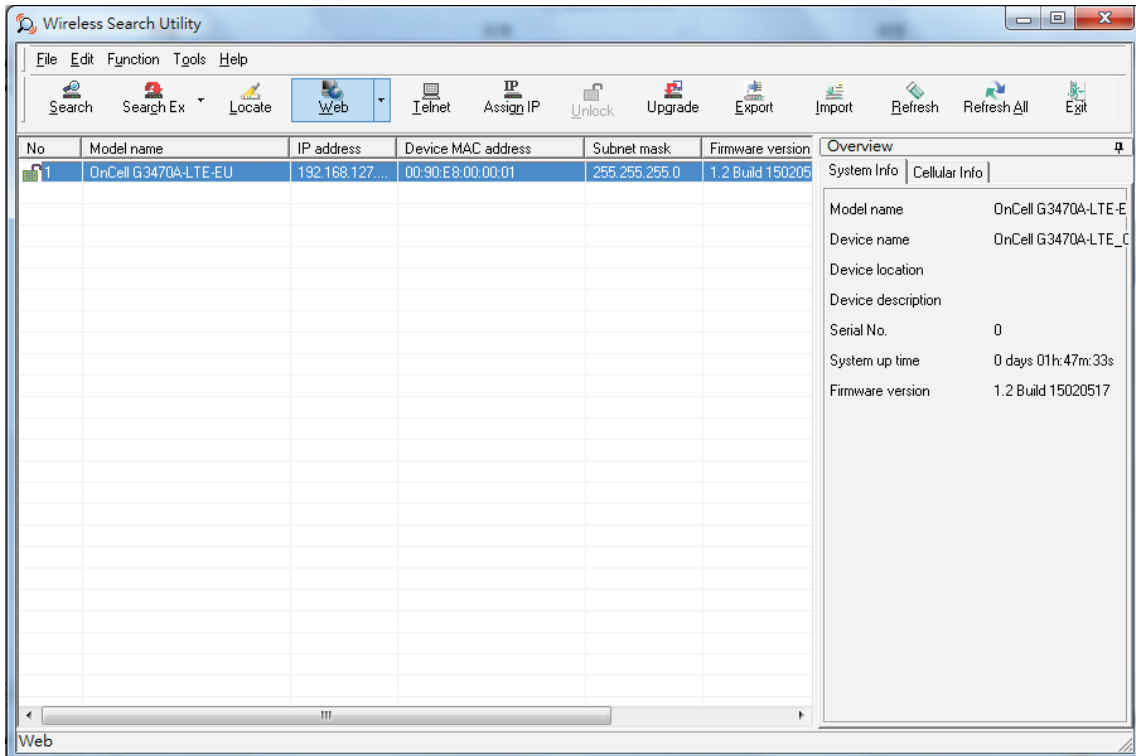 Wireless Search Utility
File Edit Function Tools Help
Search Search Ex Locate Web Telnet Assign IP Unlock Upgrade Export Import Refresh Refresh All Exit
No Model name IP address Device MAC address Subnet mask Firmware version
1 OnCell G3470A-LTE-EU 192.168.127.... 00:90:E8:00:00:01 255.255.255.0 1.2 Build 150205
Overview
System Info Cellular Info
Model name OnCell G3470A-LTE-E
Device name OnCell G3470A-LTE_
Device location
Device description
Serial No. 0
System up time 0 days 01h:47m:33s
Firmware version 1.2 Build 15020517
Web